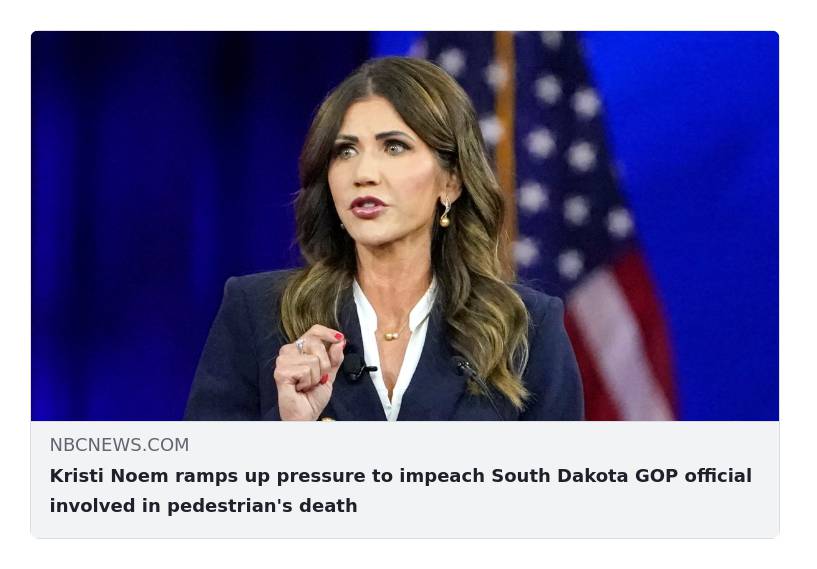 NBCNEWS.COM
Kristi Noem ramps up pressure to impeach South Dakota GOP official
involved in pedestrian's death